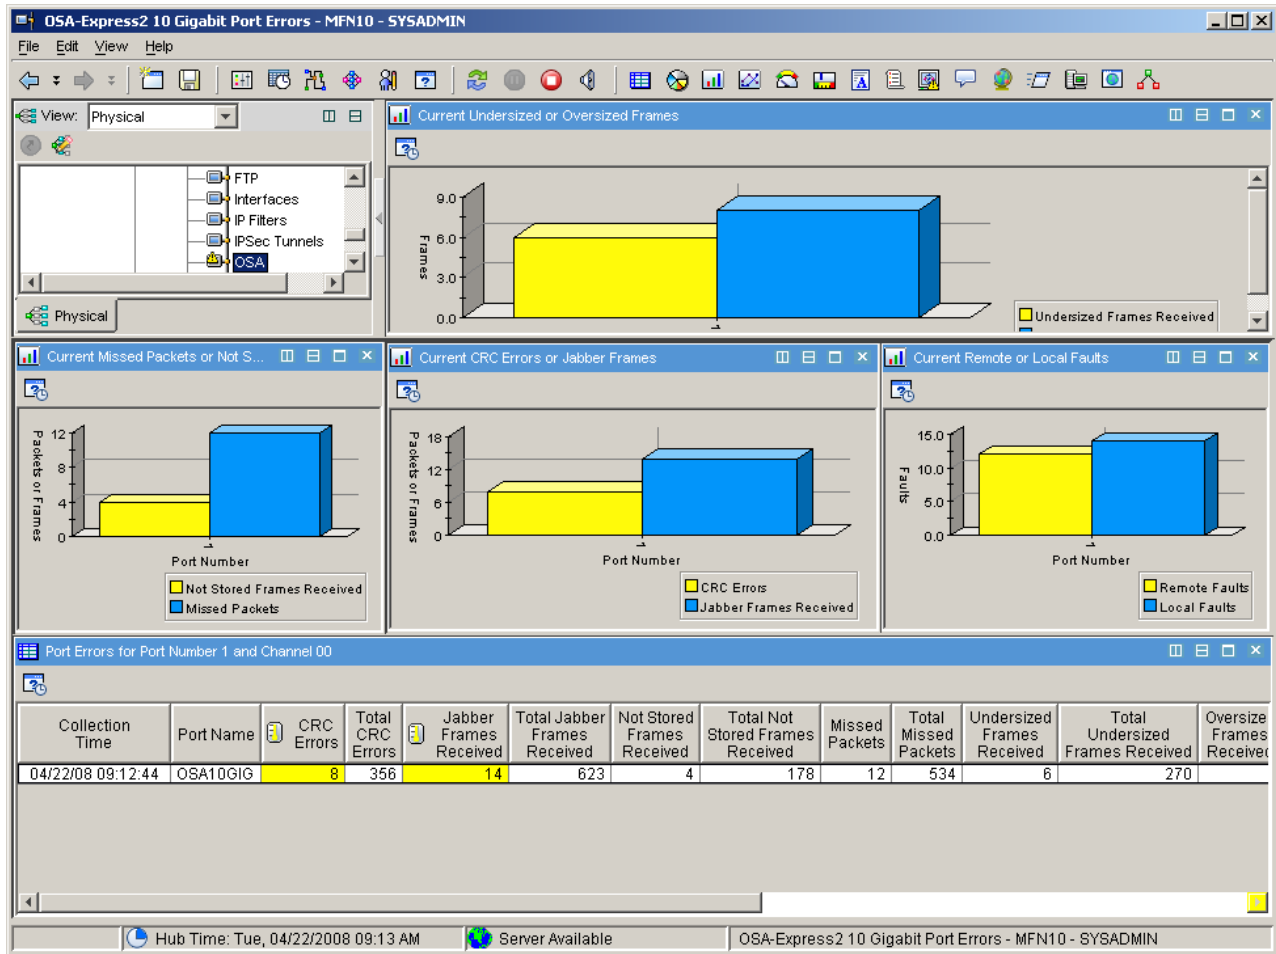 OSA-Express2 10 Gigabit Port Errors - MFN10 - SYSADMIN
File Edit View Help
View: Physical
FTP
Interfaces
IP Filters
IPSec Tunnels
OSA
Physical
Current Undersized or Oversized Frames
Frames
9.0
6.0
3.0
0.0
1
Undersized Frames Received
Current Missed Packets or Not S...
Packets or Frames
12
8
4
0
1
Port Number
Not Stored Frames Received
Missed Packets
Current CRC Errors or Jabber Frames
Packets or Frames
18
12
6
0
1
Port Number
CRC Errors
Jabber Frames Received
Current Remote or Local Faults
Faults
15.0
10.0
5.0
0.0
1
Port Number
Remote Faults
Local Faults
Port Errors for Port Number 1 and Channel 00
Collection Time
Port Name
CRC Errors
Total CRC Errors
Jabber Frames Received
Total Jabber Frames Received
Not Stored Frames Received
Total Not Stored Frames Received
Missed Packets
Total Missed Packets
Undersized Frames Received
Total Undersized Frames Received
Oversize Frames Received
04/22/08 09:12:44 OSA10GIG 8 356 14 623 4 178 12 534 6 270
Hub Time: Tue, 04/22/2008 09:13 AM
Server Available
OSA-Express2 10 Gigabit Port Errors - MFN10 - SYSADMIN